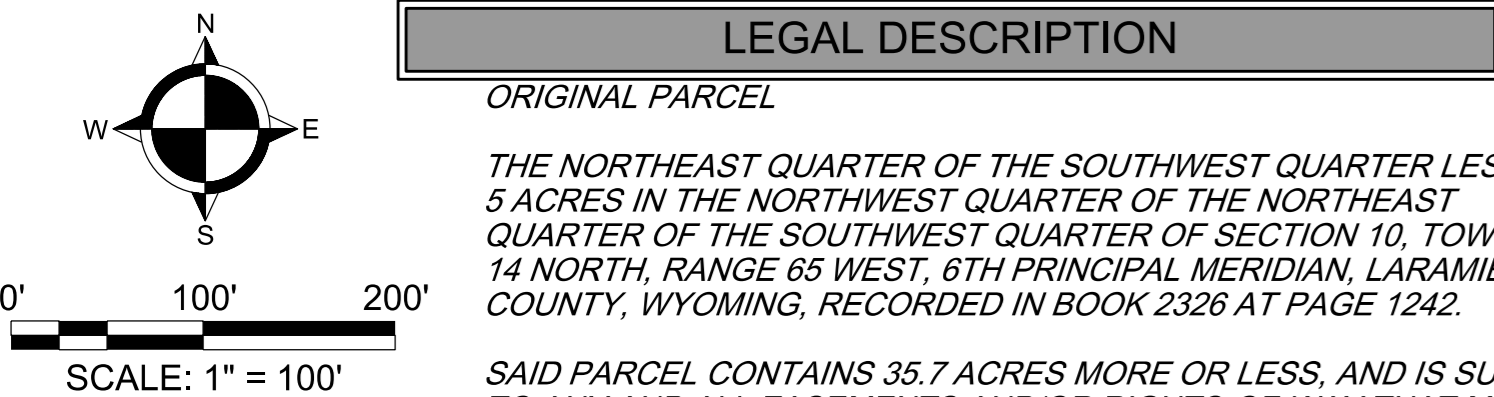 N
W E
S
0' 100' 200'
SCALE: 1" = 100'
LEGAL DESCRIPTION
ORIGINAL PARCEL
THE NORTHEAST QUARTER OF THE SOUTHWEST QUARTER
5 ACRES IN THE NORTHWEST QUARTER OF THE NORTHEAST
QUARTER OF THE SOUTHWEST QUARTER OF SECTION 10,
14 NORTH, RANGE 65 WEST, 6TH PRINCIPAL MERIDIAN, LARAMIE
COUNTY, WYOMING, RECORDED IN BOOK 2326 AT PAGE 1242.
SAID PARCEL CONTAINS 35.7 ACRES MORE OR LESS, AND IS